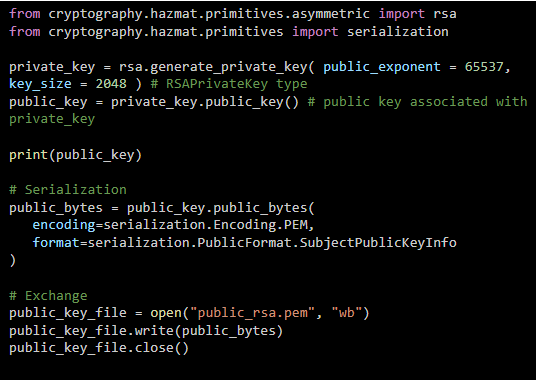 from cryptography.hazmat.primitives.asymmetric import rsa
from cryptography.hazmat.primitives import serialization
private_key = rsa.generate_private_key( public_exponent = 65537,
key_size = 2048 ) # RSAPrivateKey type
public_key = private_key.public_key() # public key associated with
private_key
print(public_key)
# Serialization
public_bytes = public_key.public_bytes(
   encoding=serialization.Encoding.PEM,
   format=serialization.PublicFormat.SubjectPublicKeyInfo
)
# Exchange
public_key_file = open("public_rsa.pem", "wb")
public_key_file.write(public_bytes)
public_key_file.close()